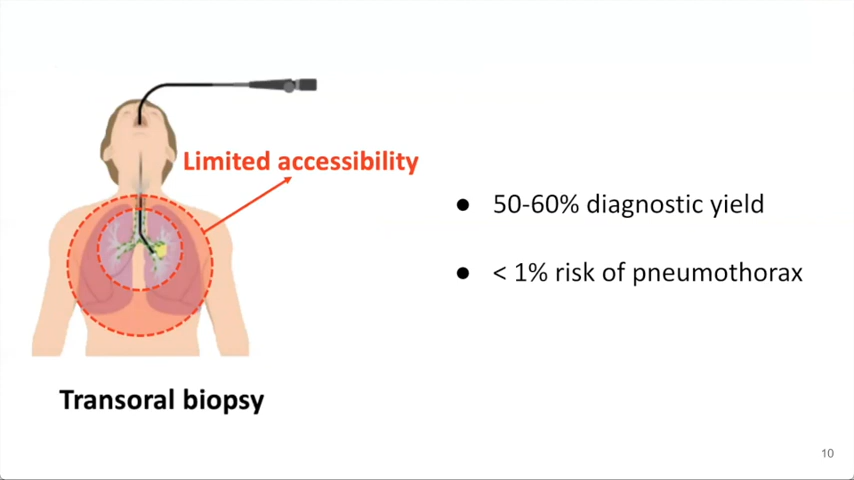 Limited accessibility
● 50-60% diagnostic yield
● < 1% risk of pneumothorax
Transoral biopsy
10